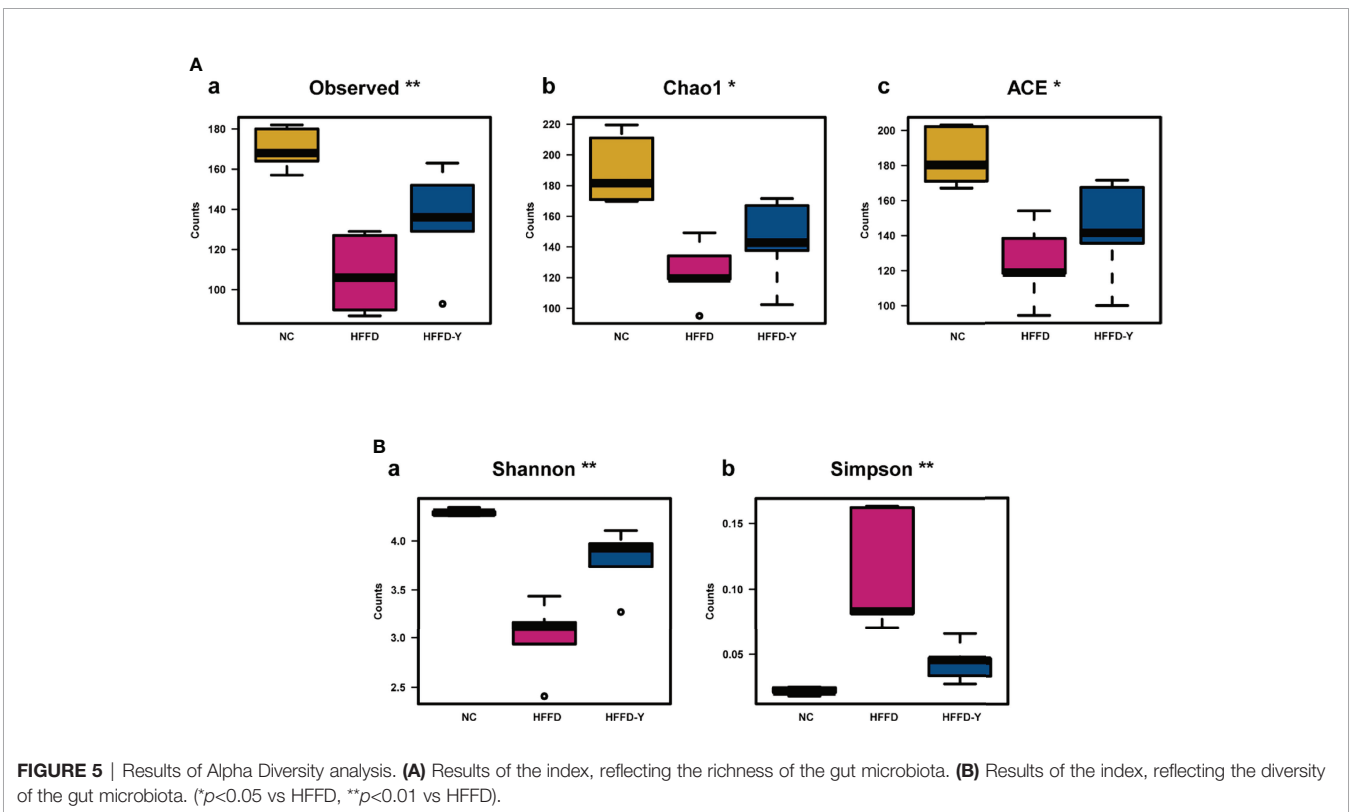 A
a
Observed **
Counts
180
160
140
120
100
NC
HFFD
HFFD-Y
b
Chao1 *
Counts
220
200
180
160
140
120
100
NC
HFFD
HFFD-Y
c
ACE *
Counts
200
180
160
140
120
100
NC
HFFD
HFFD-Y
B
a
Shannon **
Counts
4.0
3.5
3.0
2.5
NC
HFFD
HFFD-Y
b
Simpson **
Counts
0.15
0.10
0.05
NC
HFFD
HFFD-Y
FIGURE 5 | Results of Alpha Diversity analysis. (A) Results of the index, reflecting the richness of the gut microbiota. (B) Results of the index, reflecting the diversity
of the gut microbiota. (*p<0.05 vs HFFD, **p<0.01 vs HFFD).